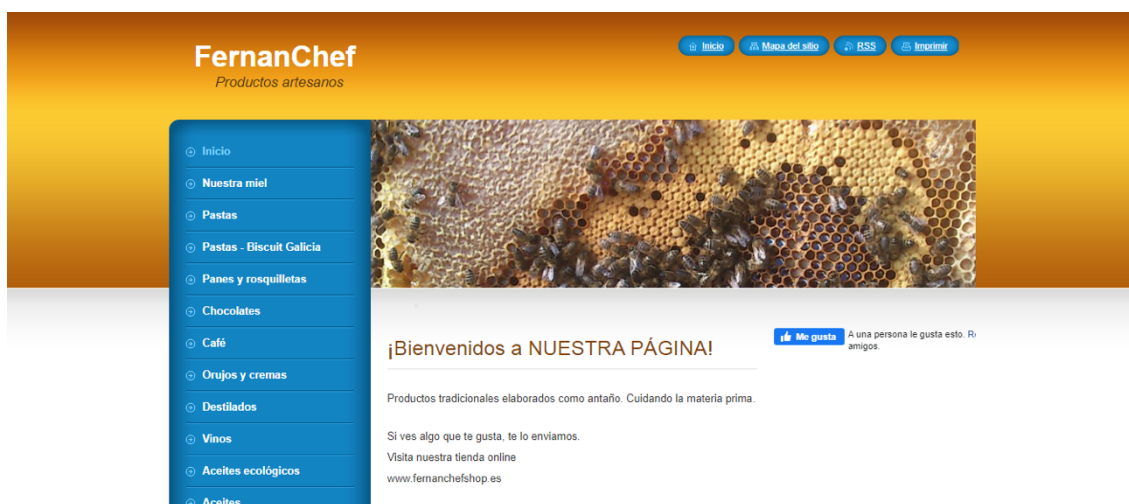 FernanChef
Productos artesanos
Inicio
Mapa del sitio
RSS
Imprimir
Inicio
Nuestra miel
Pastas
Pastas - Biscuit Galicia
Panes y rosquilletas
Chocolates
Café
Orujos y cremas
Destilados
Vinos
Aceites ecológicos
Aceites
¡Bienvenidos a NUESTRA PÁGINA!
Productos tradicionales elaborados como antaño. Cuidando la materia prima.
Si ves algo que te gusta, te lo enviamos.
Visita nuestra tienda online
www.fernanchefshop.es
Me gusta
A una persona le gusta esto.
amigos.